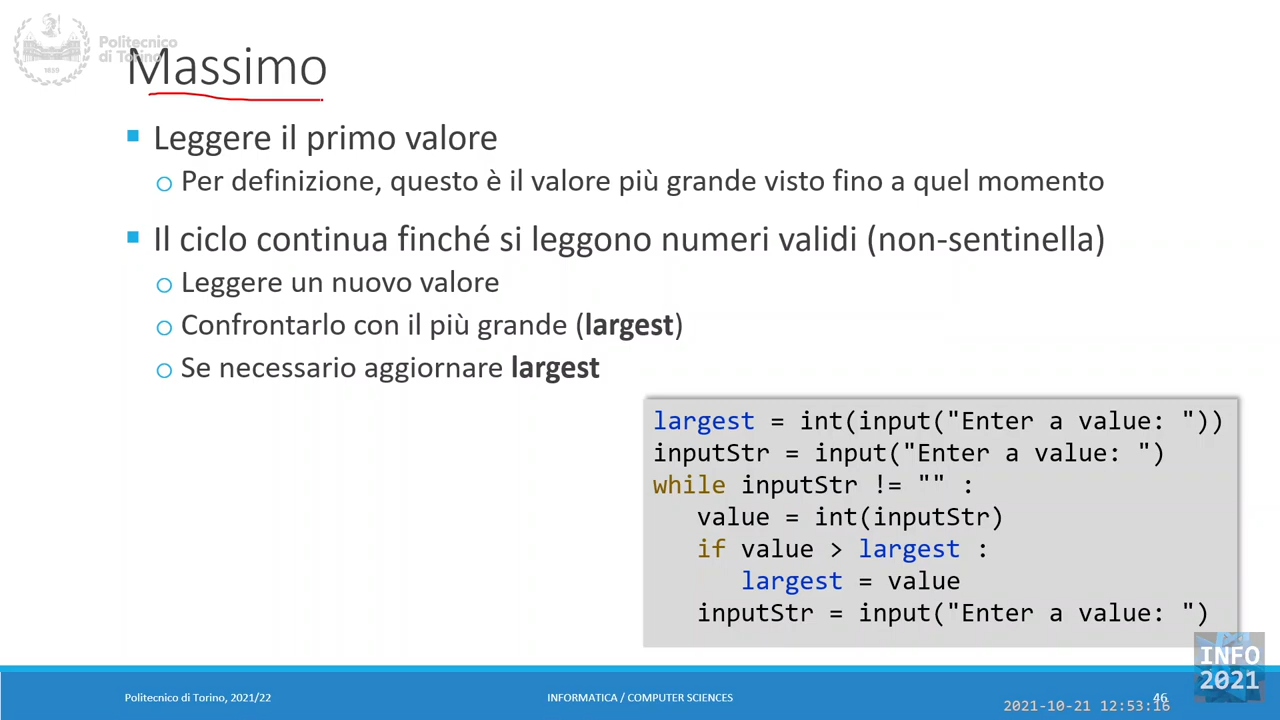 Politecnico
di Torino
1859
Massimo
Leggere il primo valore
Per definizione, questo è il valore più grande visto fino a quel momento
Il ciclo continua finché si leggono numeri validi (non-sentinella)
Leggere un nuovo valore
Confrontarlo con il più grande (largest)
Se necessario aggiornare largest
largest = int(input("Enter a value: "))
inputStr = input("Enter a value: ")
while inputStr != "" :
value = int(inputStr)
if value > largest :
largest = value
inputStr = input("Enter a value: ")
INFO
2021
Politecnico di Torino, 2021/22
INFORMATICA / COMPUTER SCIENCES
46
2021-10-21 12:53:16